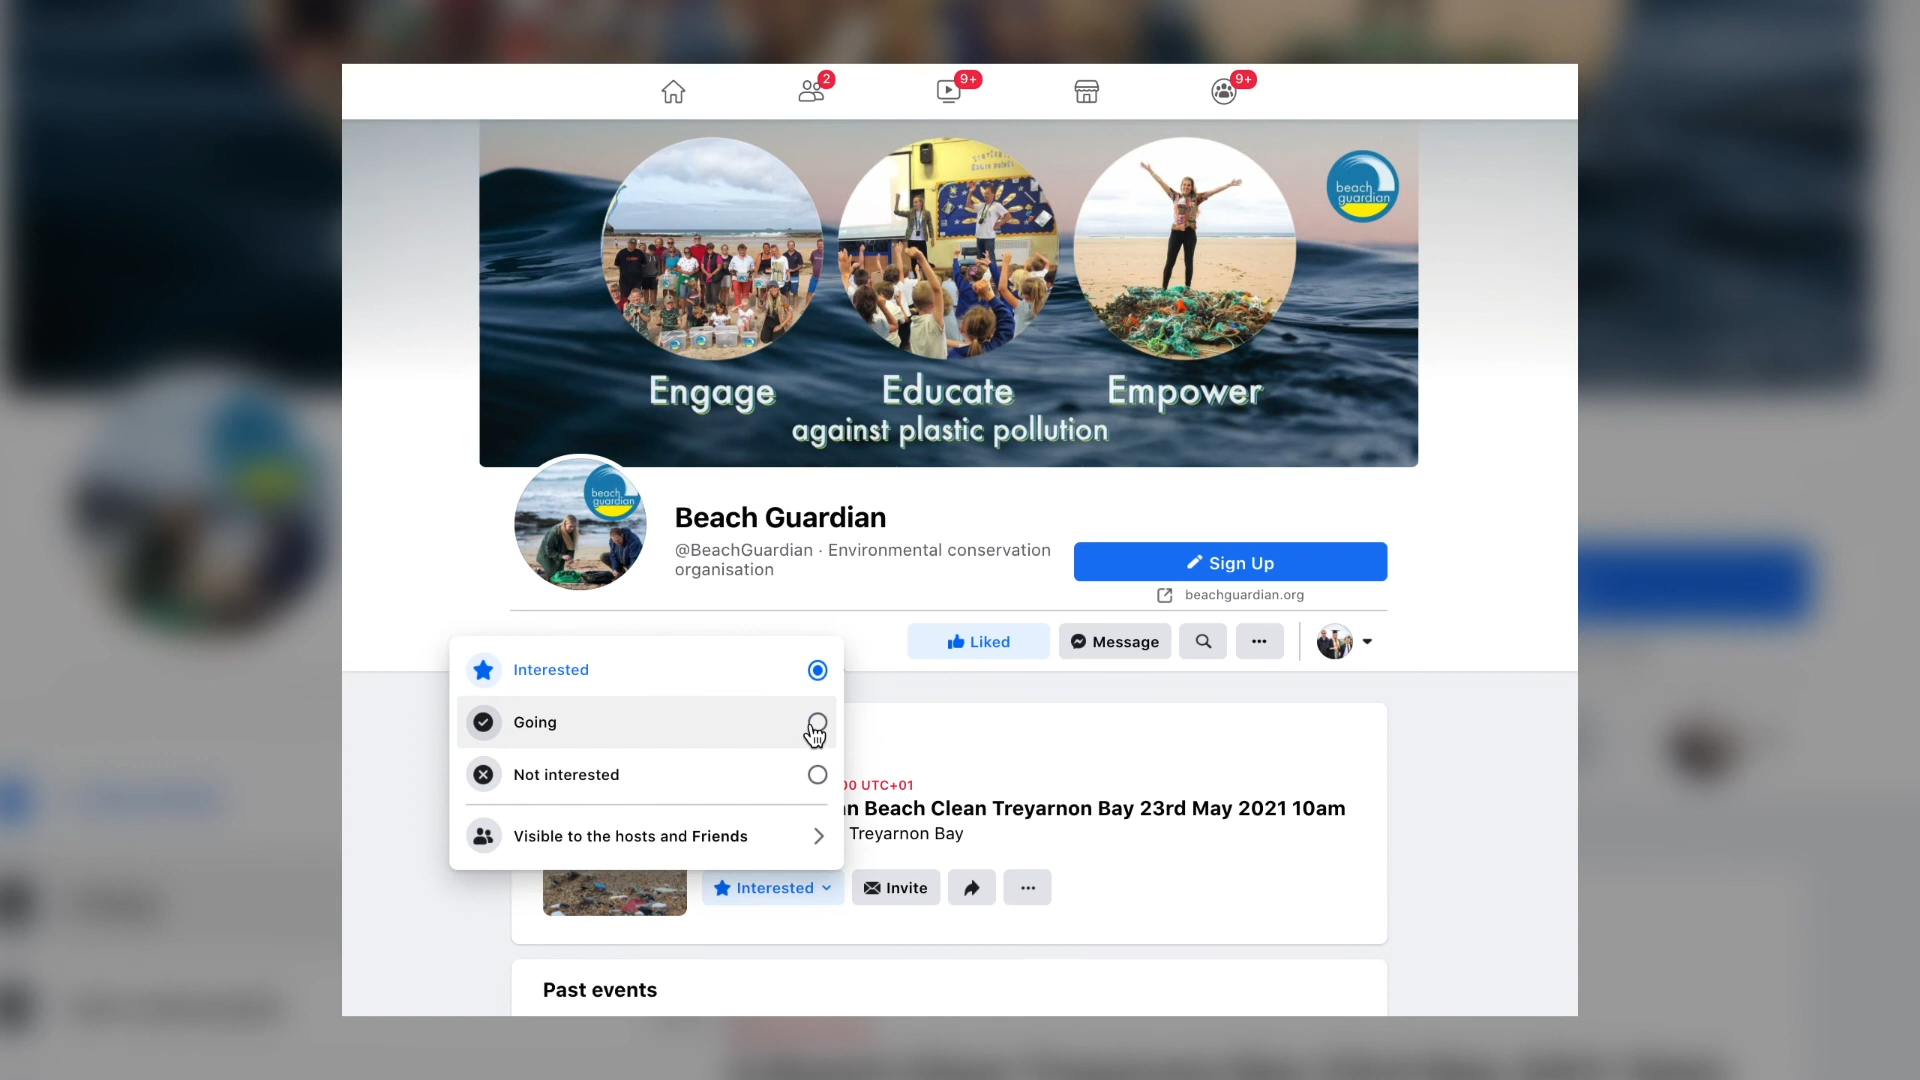 2
9+
9+
beach
guardian
Engage
Educate
Empower
against plastic pollution
beach
guardian
Beach Guardian
@BeachGuardian · Environmental conservation
organisation
Sign Up
beachguardian.org
Liked
Message
Interested
Going
Not interested
Visible to the hosts and Friends
00 UTC+01
Beach Clean Treyarnon Bay 23rd May 2021 10am
Treyarnon Bay
Interested
Invite
Past events